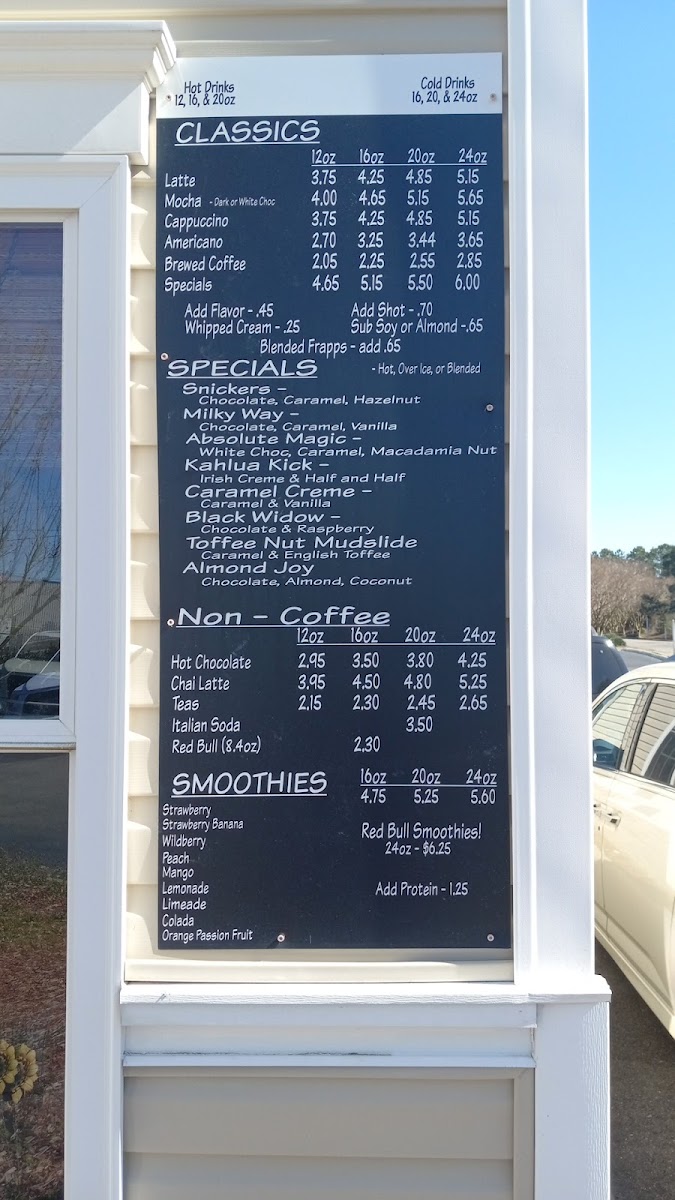 Hot Drinks
12, 16, & 20oz
Cold Drinks
16, 20, & 24oz
CLASSICS
12oz 16oz 20oz 24oz
Latte 3.75 4.25 4.85 5.15
Mocha - Dark or White Choc 4.00 4.65 5.15 5.65
Cappuccino 3.75 4.25 4.85 5.15
Americano 2.70 3.25 3.44 3.65
Brewed Coffee 2.05 2.25 2.55 2.85
Specials 4.65 5.15 5.50 6.00
Add Flavor - .45 Add Shot - .70
Whipped Cream - .25 Sub Soy or Almond -.65
Blended Frapps - add .65
SPECIALS - Hot, Over Ice, or Blended
Snickers -
Chocolate, Caramel, Hazelnut
Milky Way -
Chocolate, Caramel, Vanilla
Absolute Magic -
White Choc, Caramel, Macadamia Nut
Kahlua Kick -
Irish Creme & Half and Half
Caramel Creme -
Caramel & Vanilla
Black Widow -
Chocolate & Raspberry
Toffee Nut Mudslide
Caramel & English Toffee
Almond Joy
Chocolate, Almond, Coconut
Non - Coffee
12oz 16oz 20oz 24oz
Hot Chocolate 2.95 3.50 3.80 4.25
Chai Latte 3.95 4.50 4.80 5.25
Teas 2.15 2.30 2.45 2.65
Italian Soda 3.50
Red Bull (8.4oz) 2.30
SMOOTHIES 16oz 20oz 24oz
4.75 5.25 5.60
Strawberry
Strawberry Banana
Wildberry
Peach
Mango
Lemonade
Limeade
Colada
Orange Passion Fruit
Red Bull Smoothies!
24oz - $6.25
Add Protein - 1.25